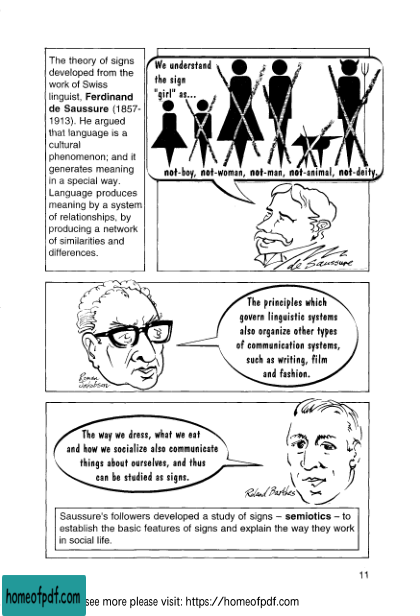 The theory of signs
developed from the
work of Swiss
linguist, Ferdinand
de Saussure (1857-
1913). He argued
that language is a
cultural
phenomenon; and it
generates meaning
in a special way.
Language produces
meaning by a system
of relationships, by
producing a network
of similarities and
differences.
We understand
the sign
"girl" as...
not-boy, not-woman, not-man, not-animal, not-deity.
de Saussure
The principles which
govern linguistic systems
also organize other types
of communication systems,
such as writing, film
and fashion.
Roman
Jakobson
The way we dress, what we eat
and how we socialize also communicate
things about ourselves, and thus
can be studied as signs.
Roland Barthes
Saussure's followers developed a study of signs – semiotics – to
establish the basic features of signs and explain the way they work
in social life.
11
homeofpdf.com
see more please visit: https://homeofpdf.com